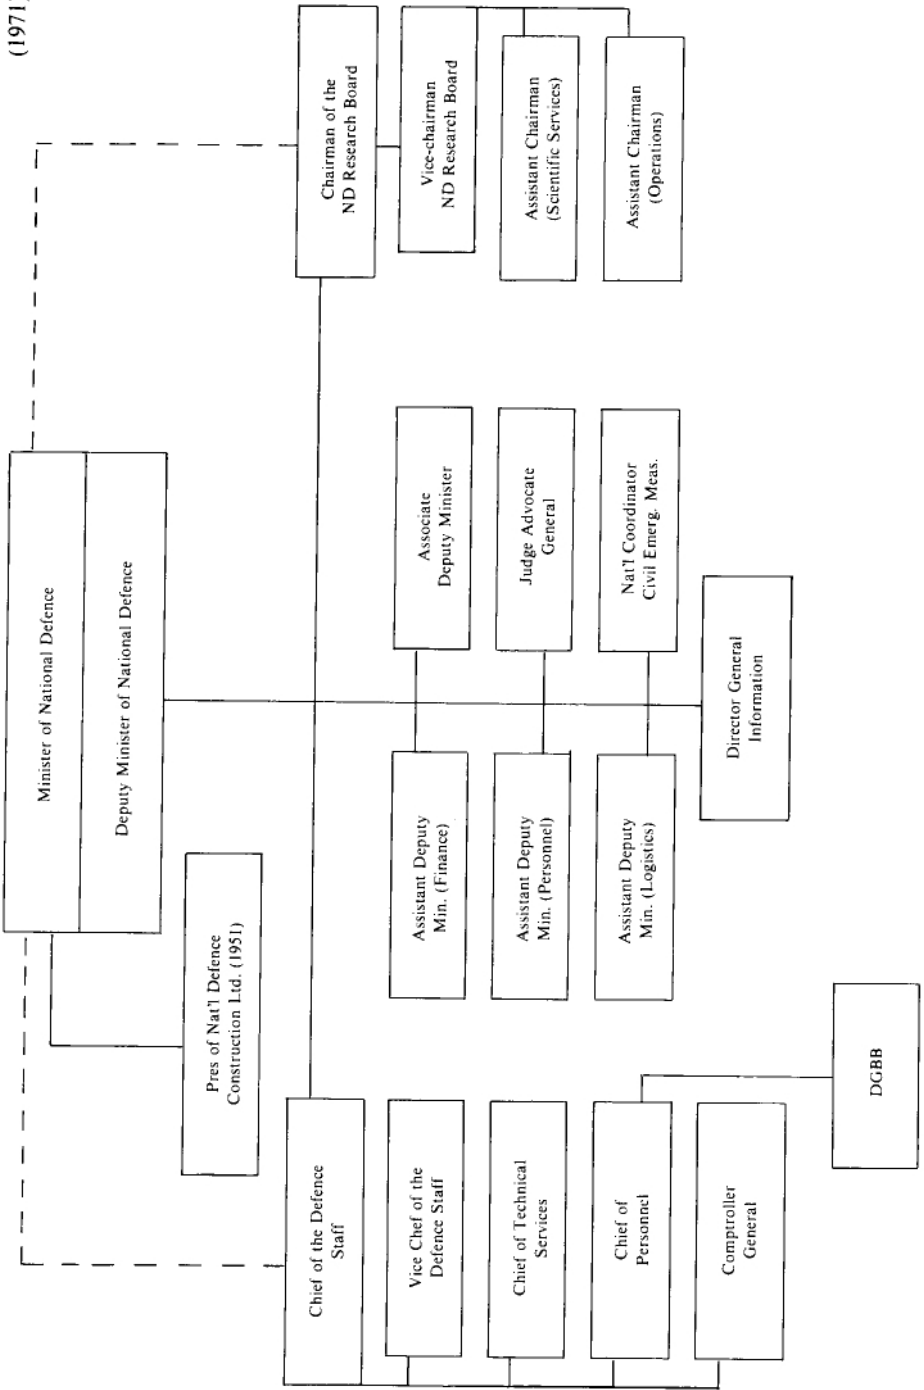 (1971)
Minister of National Defence
Deputy Minister of National Defence
Pres of Nat'l Defence
Construction Ltd. (1951)
Chief of the Defence
Staff
Vice Chef of the
Defence Staff
Chief of Technical
Services
Chief of
Personnel
Comptroller
General
DGBB
Assistant Deputy
Min. (Finance)
Assistant Deputy
Min. (Personnel)
Assistant Deputy
Min. (Logistics)
Associate
Deputy Minister
Judge Advocate
General
Nat'l Coordinator
Civil Emerg. Meas.
Director General
Information
Chairman of the
ND Research Board
Vice-chairman
ND Research Board
Assistant Chairman
(Scientific Services)
Assistant Chairman
(Operations)